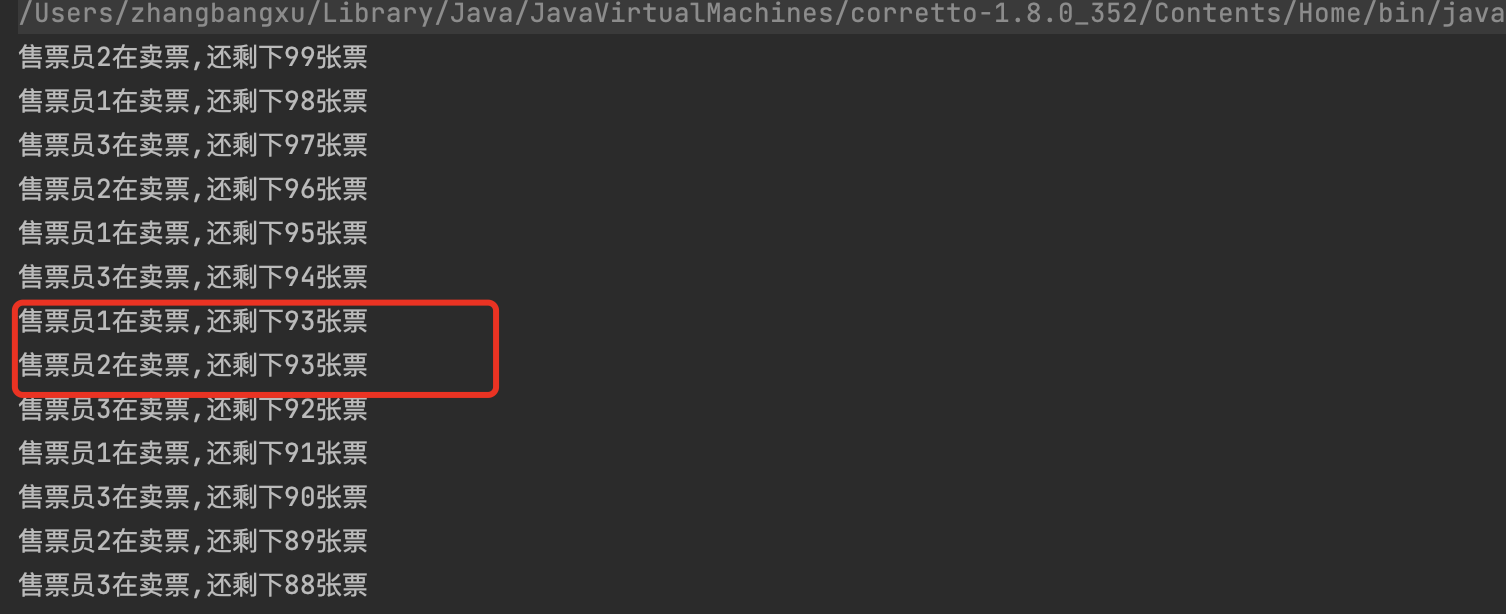 /Users/zhangbangxu/Library/Java/JavaVirtualMachines/corretto-1.8.0_352/Contents/Home/bin/java
售票员2在卖票,还剩下99张票
售票员1在卖票,还剩下98张票
售票员3在卖票,还剩下97张票
售票员2在卖票,还剩下96张票
售票员1在卖票,还剩下95张票
售票员3在卖票,还剩下94张票
售票员1在卖票,还剩下93张票
售票员2在卖票,还剩下93张票
售票员3在卖票,还剩下92张票
售票员1在卖票,还剩下91张票
售票员3在卖票,还剩下90张票
售票员2在卖票,还剩下89张票
售票员3在卖票,还剩下88张票